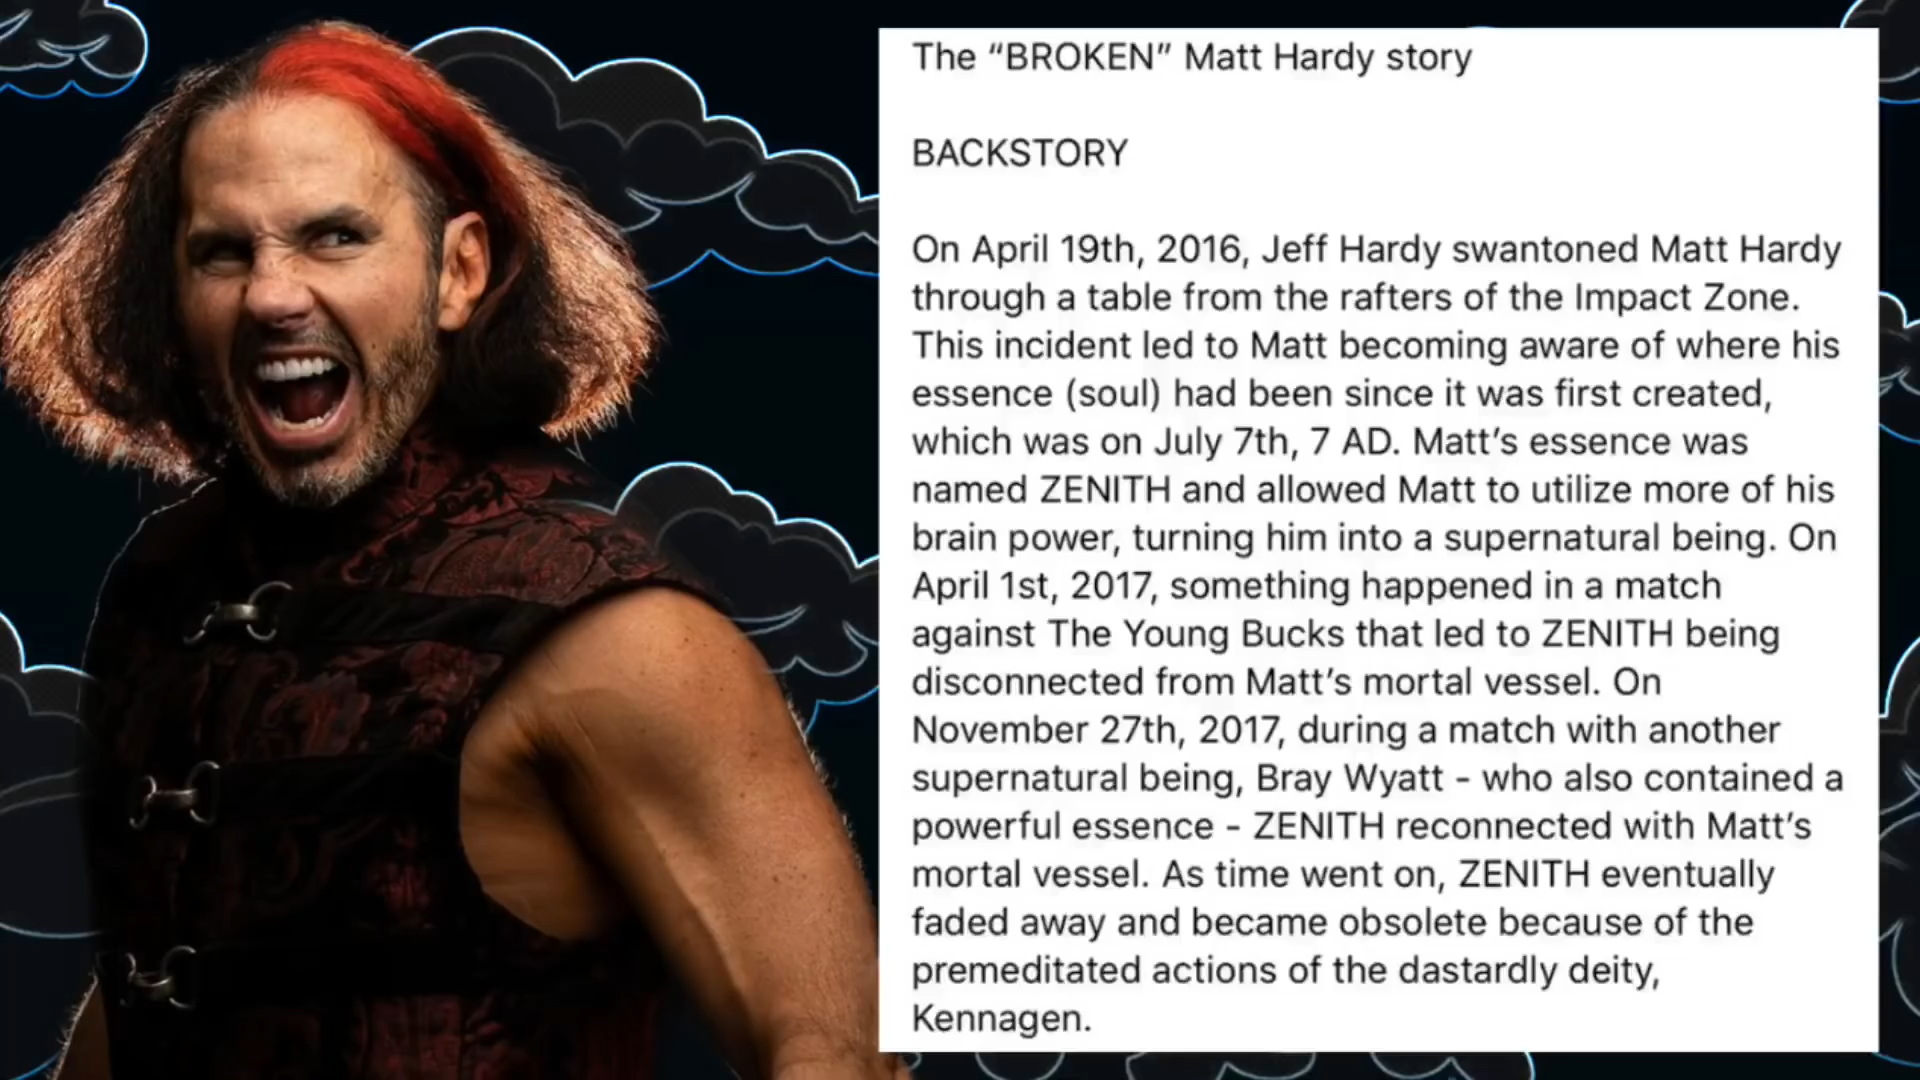 The “BROKEN” Matt Hardy story
BACKSTORY
On April 19th, 2016, Jeff Hardy swantoned Matt Hardy
through a table from the rafters of the Impact Zone.
This incident led to Matt becoming aware of where his
essence (soul) had been since it was first created,
which was on July 7th, 7 AD. Matt’s essence was
named ZENITH and allowed Matt to utilize more of his
brain power, turning him into a supernatural being. On
April 1st, 2017, something happened in a match
against The Young Bucks that led to ZENITH being
disconnected from Matt’s mortal vessel. On
November 27th, 2017, during a match with another
supernatural being, Bray Wyatt - who also contained a
powerful essence - ZENITH reconnected with Matt’s
mortal vessel. As time went on, ZENITH eventually
faded away and became obsolete because of the
premeditated actions of the dastardly deity,
Kennagen.